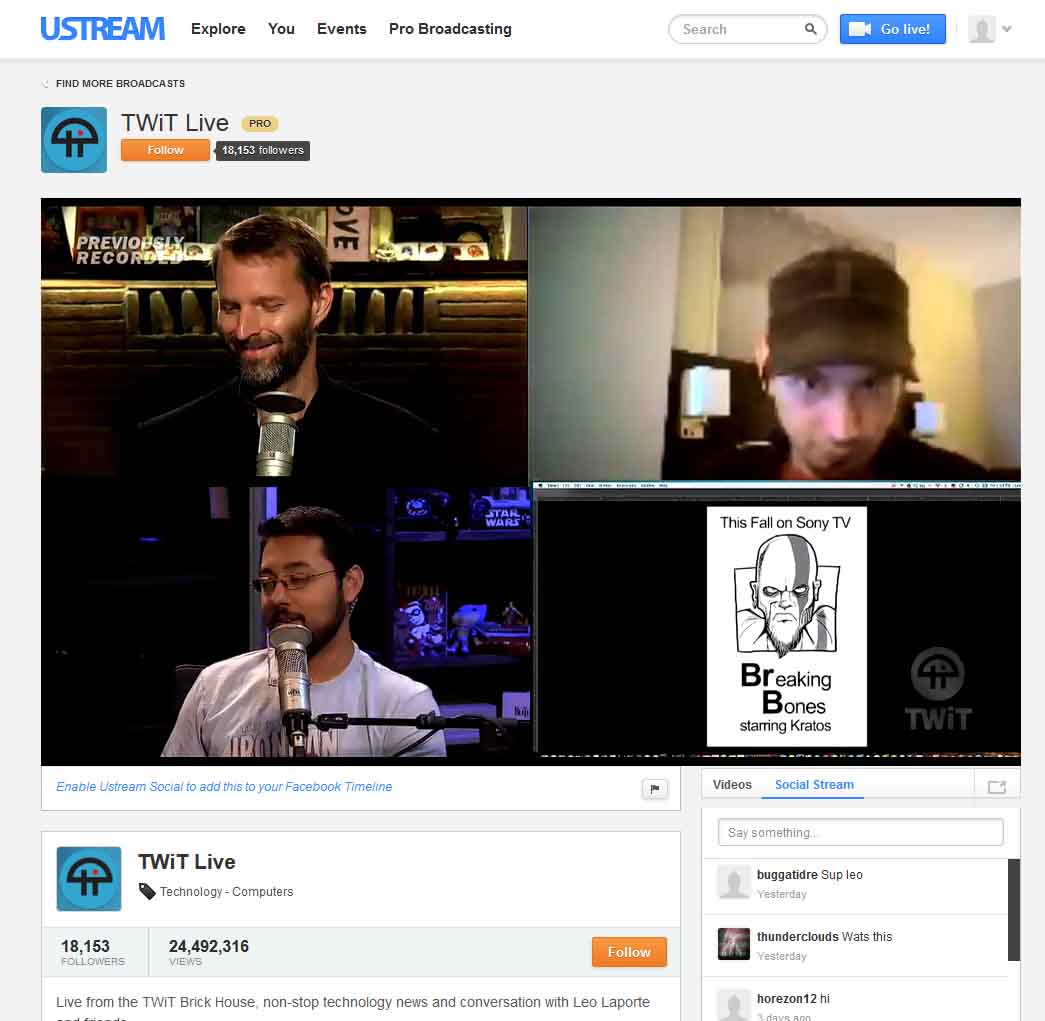 USTREAM Explore You Events Pro Broadcasting Search Go live!
FIND MORE BROADCASTS
TWiT Live PRO
Follow 18,153 followers
PREVIOUSLY
RECORDED
LOVE
STAR
WARS
IRON MAN
This Fall on Sony TV
Breaking
Bones
starring Kratos
TWiT
Enable Ustream Social to add this to your Facebook Timeline
Videos Social Stream
Say something...
buggatidre Sup leo
Yesterday
thunderclouds Wats this
Yesterday
horezon12 hi
3 days ago
TWiT Live
Technology - Computers
18,153
FOLLOWERS
24,492,316
VIEWS
Follow
Live from the TWiT Brick House, non-stop technology news and conversation with Leo Laporte
and friends